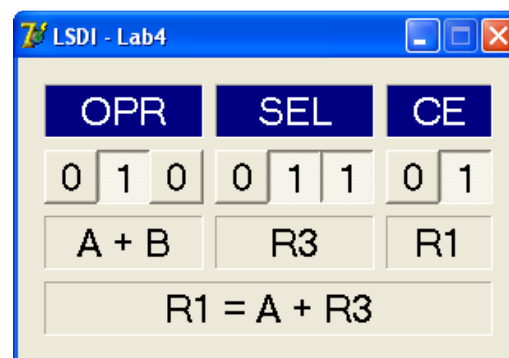 LSDI - Lab4
OPR SEL CE
0 1 0 0 1 1 0 1
A + B R3 R1
R1 = A + R3